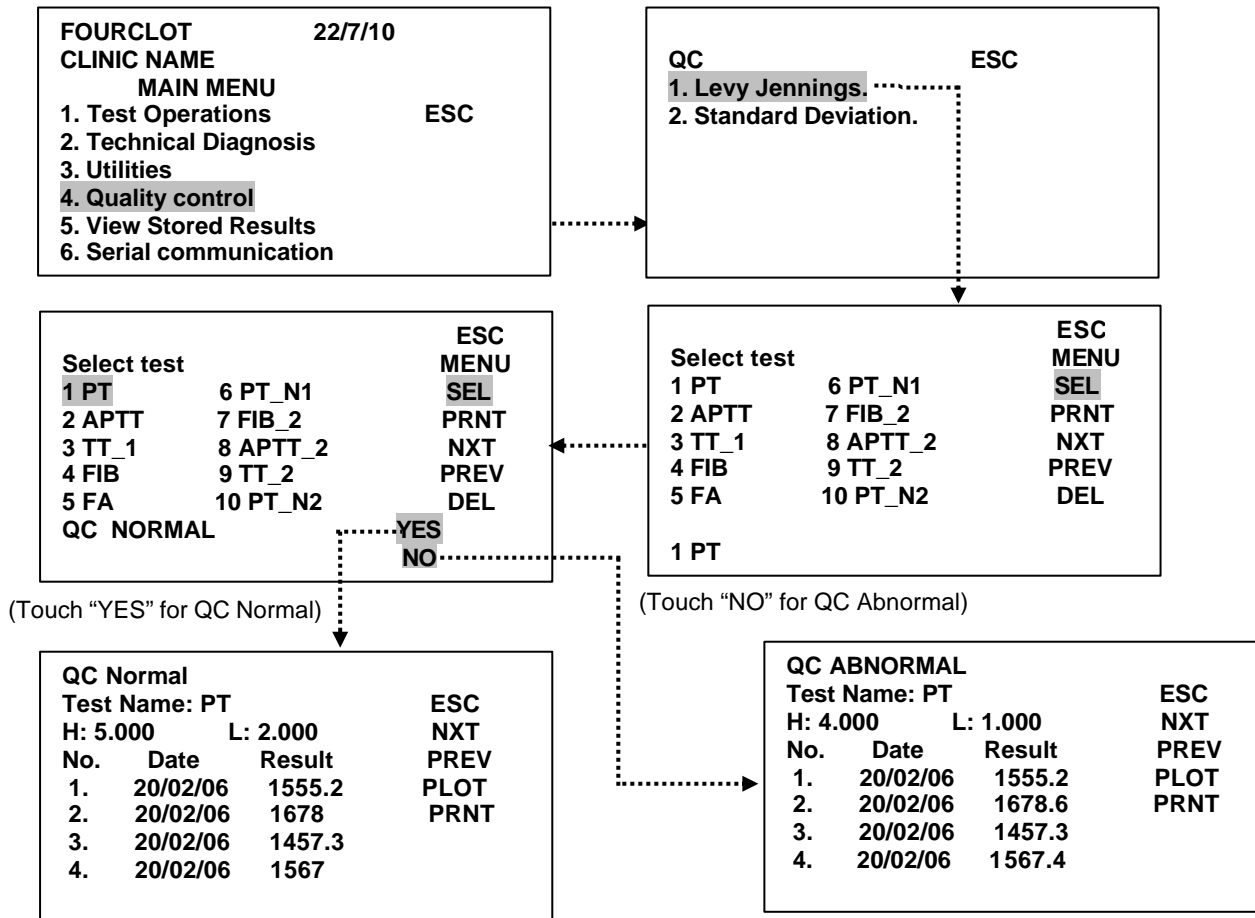 FOURCLOT 22/7/10
CLINIC NAME
MAIN MENU
1. Test Operations ESC
2. Technical Diagnosis
3. Utilities
4. Quality control
5. View Stored Results
6. Serial communication
QC ESC
1. Levy Jennings.
2. Standard Deviation.
ESC
Select test MENU
1 PT 6 PT_N1 SEL
2 APTT 7 FIB_2 PRNT
3 TT_1 8 APTT_2 NXT
4 FIB 9 TT_2 PREV
5 FA 10 PT_N2 DEL
QC NORMAL YES
NO
ESC
Select test MENU
1 PT 6 PT_N1 SEL
2 APTT 7 FIB_2 PRNT
3 TT_1 8 APTT_2 NXT
4 FIB 9 TT_2 PREV
5 FA 10 PT_N2 DEL
1 PT
(Touch “YES” for QC Normal)
(Touch “NO” for QC Abnormal)
QC Normal
Test Name: PT ESC
H: 5.000 L: 2.000 NXT
No. Date Result PREV
1. 20/02/06 1555.2 PLOT
2. 20/02/06 1678 PRNT
3. 20/02/06 1457.3
4. 20/02/06 1567
QC ABNORMAL
Test Name: PT ESC
H: 4.000 L: 1.000 NXT
No. Date Result PREV
1. 20/02/06 1555.2 PLOT
2. 20/02/06 1678.6 PRNT
3. 20/02/06 1457.3
4. 20/02/06 1567.4